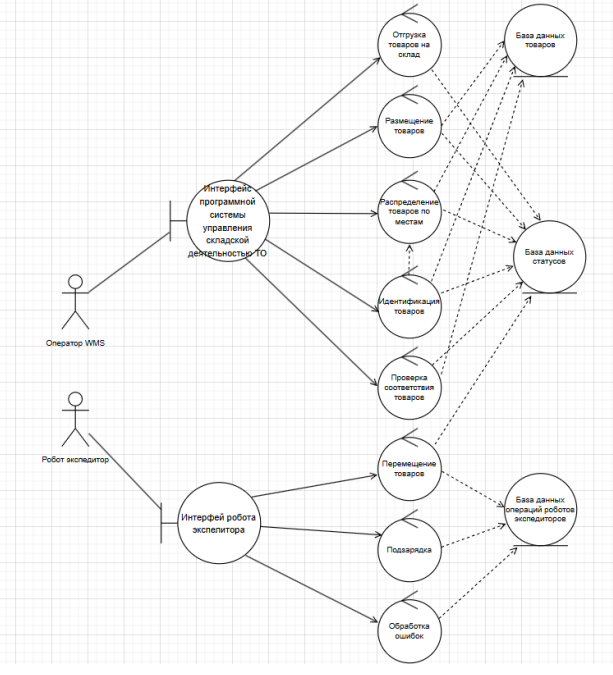 Отгрузка
товаров на
склад
База данных
товаров
Размещение
товаров
Интерфейс
программной
системы
управления
складской
деятельностью ТО
Распределение
товаров по
местам
База данных
статусов
Идентификация
товаров
Оператор WMS
Проверка
соответствия
товаров
Робот экспедитор
Перемещение
товаров
Интерфей робота
экспелитора
База данных
операций роботов
экспедиторов
Подзарядка
Обработка
ошибок